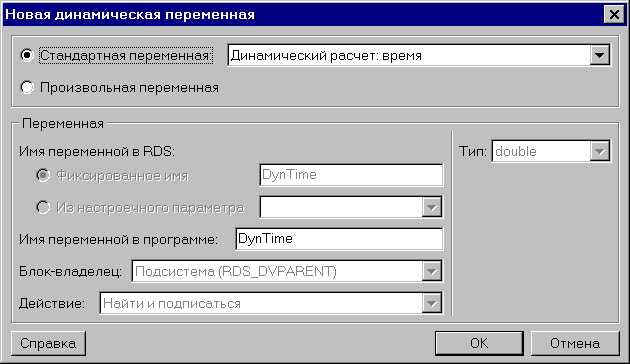 Новая динамическая переменная
Стандартная переменная: Динамический расчет: время
Произвольная переменная
Переменная
Имя переменной в RDS: Тип: double
Фиксированное имя DynTime
Из настроечного параметра
Имя переменной в программе: DynTime
Блок-владелец: Подсистема (RDS_DVPARENT)
Действие: Найти и подписаться
Справка OK Отмена